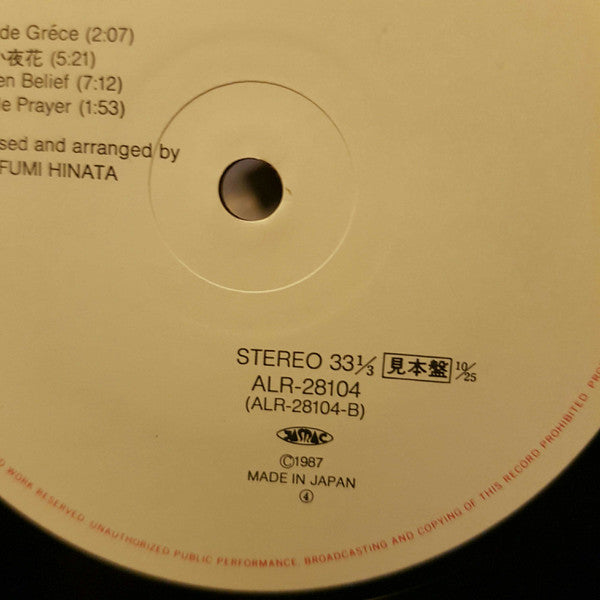 de Gréce (2:07)
小夜花 (5:21)
en Belief (7:12)
le Prayer (1:53)
sed and arranged by
FUMI HINATA
STEREO 33⅓ 見本盤 10/25
ALR-28104
(ALR-28104-B)
JASRAC
©1987
MADE IN JAPAN
④
D WORK RESERVED. UNAUTHORIZED PUBLIC PERFORMANCE, BROADCASTING AND COPYING OF THIS RECORD PROHIBITED. PRO